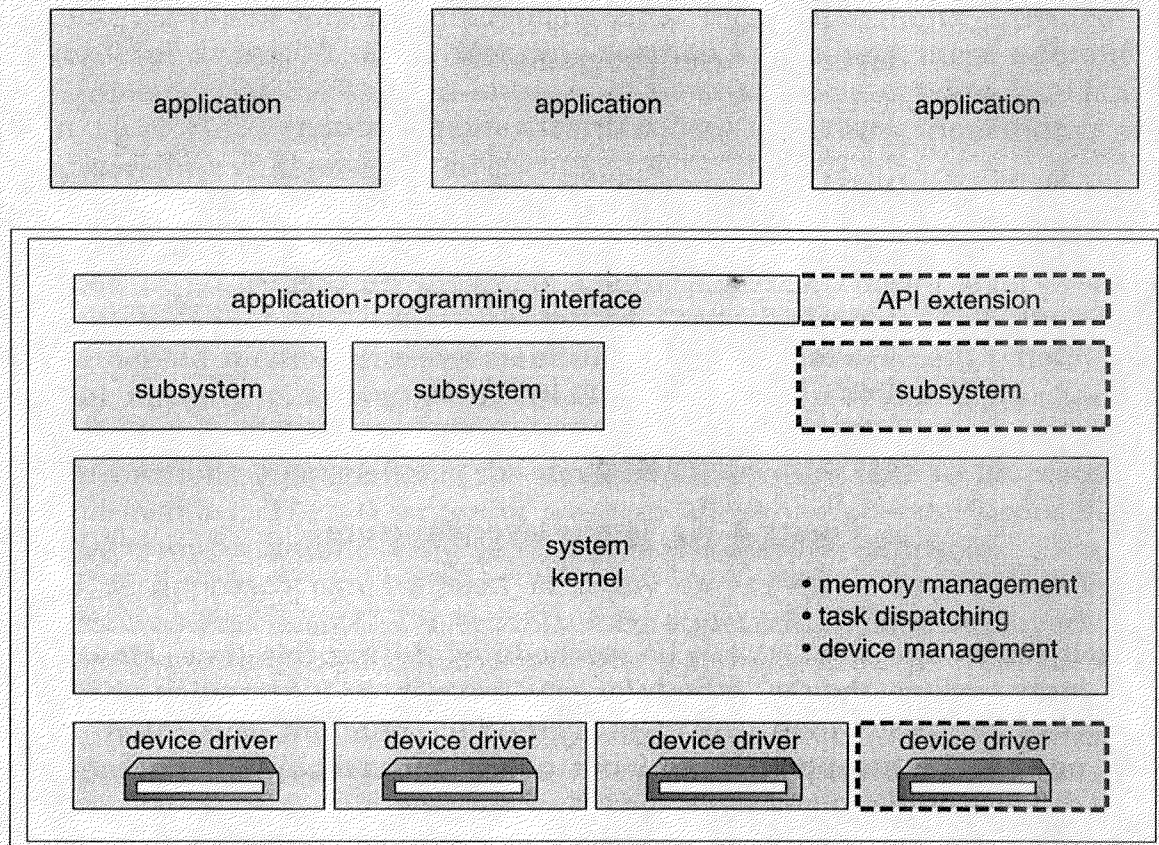 application
application
application
application-programming interface
API extension
subsystem
subsystem
subsystem
system
kernel
• memory management
• task dispatching
• device management
device driver
device driver
device driver
device driver